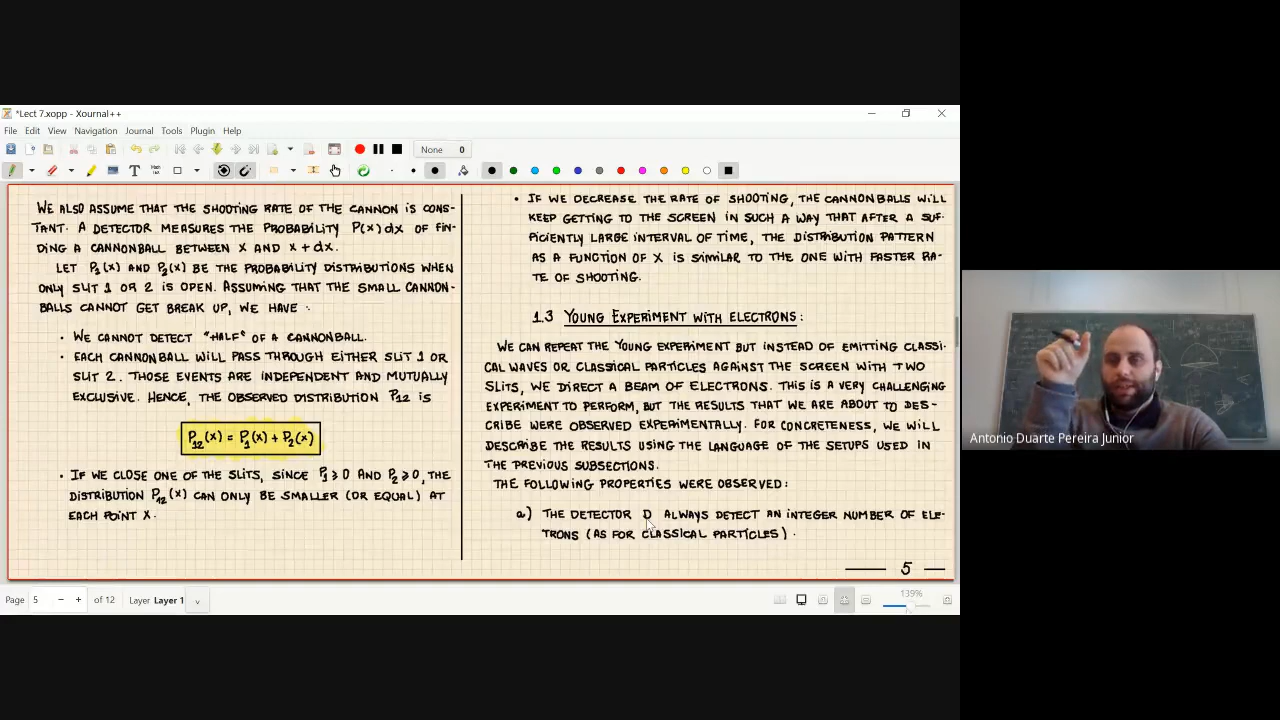 *Lect 7.xopp - Xournal++
File Edit View Navigation Journal Tools Plugin Help
None 0
WE ALSO ASSUME THAT THE SHOOTING RATE OF THE CANNON IS CONS-
TANT. A DETECTOR MEASURES THE PROBABILITY P(x)dx OF FIN-
DING A CANNONBALL BETWEEN X AND X + dx.
LET P₁(x) AND P₂(x) BE THE PROBABILITY DISTRIBUTIONS WHEN
ONLY SLIT 1 OR 2 IS OPEN. ASSUMING THAT THE SMALL CANNON-
BALLS CANNOT GET BREAK UP, WE HAVE :
· WE CANNOT DETECT "HALF" OF A CANNONBALL.
· EACH CANNONBALL WILL PASS THROUGH EITHER SLIT 1 OR
SLIT 2. THOSE EVENTS ARE INDEPENDENT AND MUTUALLY
EXCLUSIVE. HENCE, THE OBSERVED DISTRIBUTION P₁₂ IS
P₁₂(x) = P₁(x) + P₂(x)
· IF WE CLOSE ONE OF THE SLITS, SINCE P₁ ≥ 0 AND P₂ ≥ 0, THE
DISTRIBUTION P₁₂(x) CAN ONLY BE SMALLER (OR EQUAL) AT
EACH POINT X.
· IF WE DECREASE THE RATE OF SHOOTING, THE CANNONBALLS WILL
KEEP GETTING TO THE SCREEN IN SUCH A WAY THAT AFTER A SUF-
FICIENTLY LARGE INTERVAL OF TIME, THE DISTRIBUTION PATTERN
AS A FUNCTION OF X IS SIMILAR TO THE ONE WITH FASTER RA-
TE OF SHOOTING.
1.3 YOUNG EXPERIMENT WITH ELECTRONS:
WE CAN REPEAT THE YOUNG EXPERIMENT BUT INSTEAD OF EMITTING CLASSI-
CAL WAVES OR CLASSICAL PARTICLES AGAINST THE SCREEN WITH TWO
SLITS, WE DIRECT A BEAM OF ELECTRONS. THIS IS A VERY CHALLENGING
EXPERIMENT TO PERFORM, BUT THE RESULTS THAT WE ARE ABOUT TO DES-
CRIBE WERE OBSERVED EXPERIMENTALLY. FOR CONCRETENESS, WE WILL
DESCRIBE THE RESULTS USING THE LANGUAGE OF THE SETUPS USED IN
THE PREVIOUS SUBSECTIONS.
THE FOLLOWING PROPERTIES WERE OBSERVED:
a) THE DETECTOR D ALWAYS DETECT AN INTEGER NUMBER OF ELE-
TRONS (AS FOR CLASSICAL PARTICLES).
5
Page 5 of 12 Layer Layer 1 139%
Antonio Duarte Pereira Junior